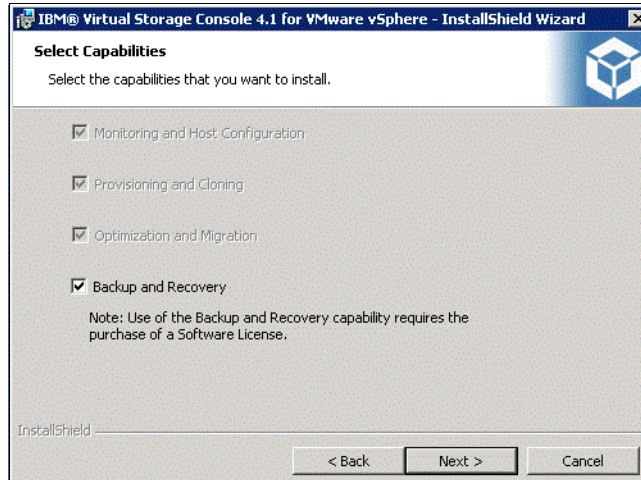 IBM® Virtual Storage Console 4.1 for VMware vSphere - InstallShield Wizard
Select Capabilities
Select the capabilities that you want to install.
Monitoring and Host Configuration
Provisioning and Cloning
Optimization and Migration
Backup and Recovery
Note: Use of the Backup and Recovery capability requires the
purchase of a Software License.
InstallShield
< Back Next > Cancel